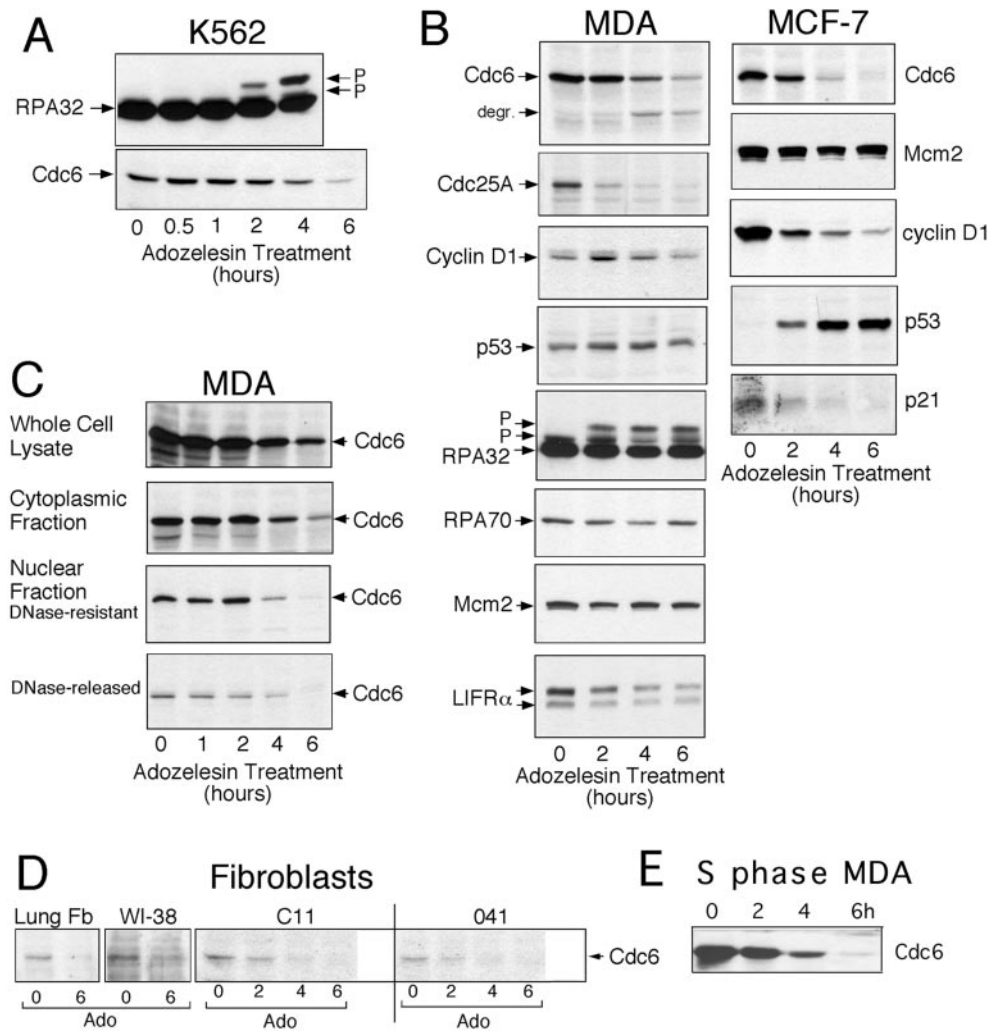 A
K562
P
P
RPA32
Cdc6
0 0.5 1 2 4 6
Adozelesin Treatment
(hours)
B
MDA
Cdc6
degr.
Cdc25A
Cyclin D1
p53
P
P
RPA32
RPA70
Mcm2
LIFRα
0 2 4 6
Adozelesin Treatment
(hours)
MCF-7
Cdc6
Mcm2
cyclin D1
p53
p21
0 2 4 6
Adozelesin Treatment
(hours)
C
MDA
Whole Cell
Lysate
Cdc6
Cytoplasmic
Fraction
Cdc6
Nuclear
Fraction
DNase-resistant
Cdc6
DNase-released
Cdc6
0 1 2 4 6
Adozelesin Treatment
(hours)
D
Fibroblasts
Lung Fb WI-38 C11 041
Cdc6
0 6 0 6 0 2 4 6 0 2 4 6
Ado Ado Ado
E
S phase MDA
0 2 4 6h
Cdc6